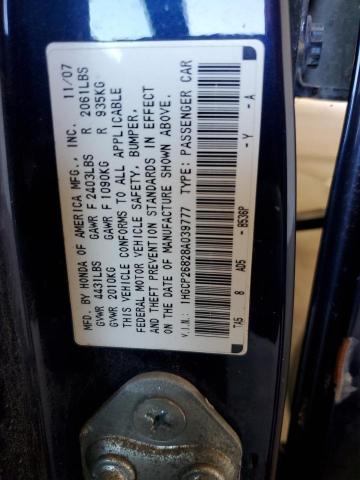 MFD. BY HONDA OF AMERICA MFG., INC. 11/07
GVWR 4431LBS GAWR F 2403LBS R 2061LBS
GVWR 2010KG GAWR F 1090KG R 935KG
THIS VEHICLE CONFORMS TO ALL APPLICABLE
FEDERAL MOTOR VEHICLE SAFETY, BUMPER,
AND THEFT PREVENTION STANDARDS IN EFFECT
ON THE DATE OF MANUFACTURE SHOWN ABOVE.
V.I.N.: 1HGCP26828A039777 TYPE: PASSENGER CAR
TA5 8 AD5 B536P -Y -A